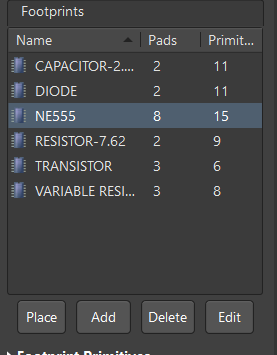 Footprints
Name Pads Primit...
CAPACITOR-2.... 2 11
DIODE 2 11
NE555 8 15
RESISTOR-7.62 2 9
TRANSISTOR 3 6
VARIABLE RESI... 3 8
Place Add Delete Edit
Footprint Primitives